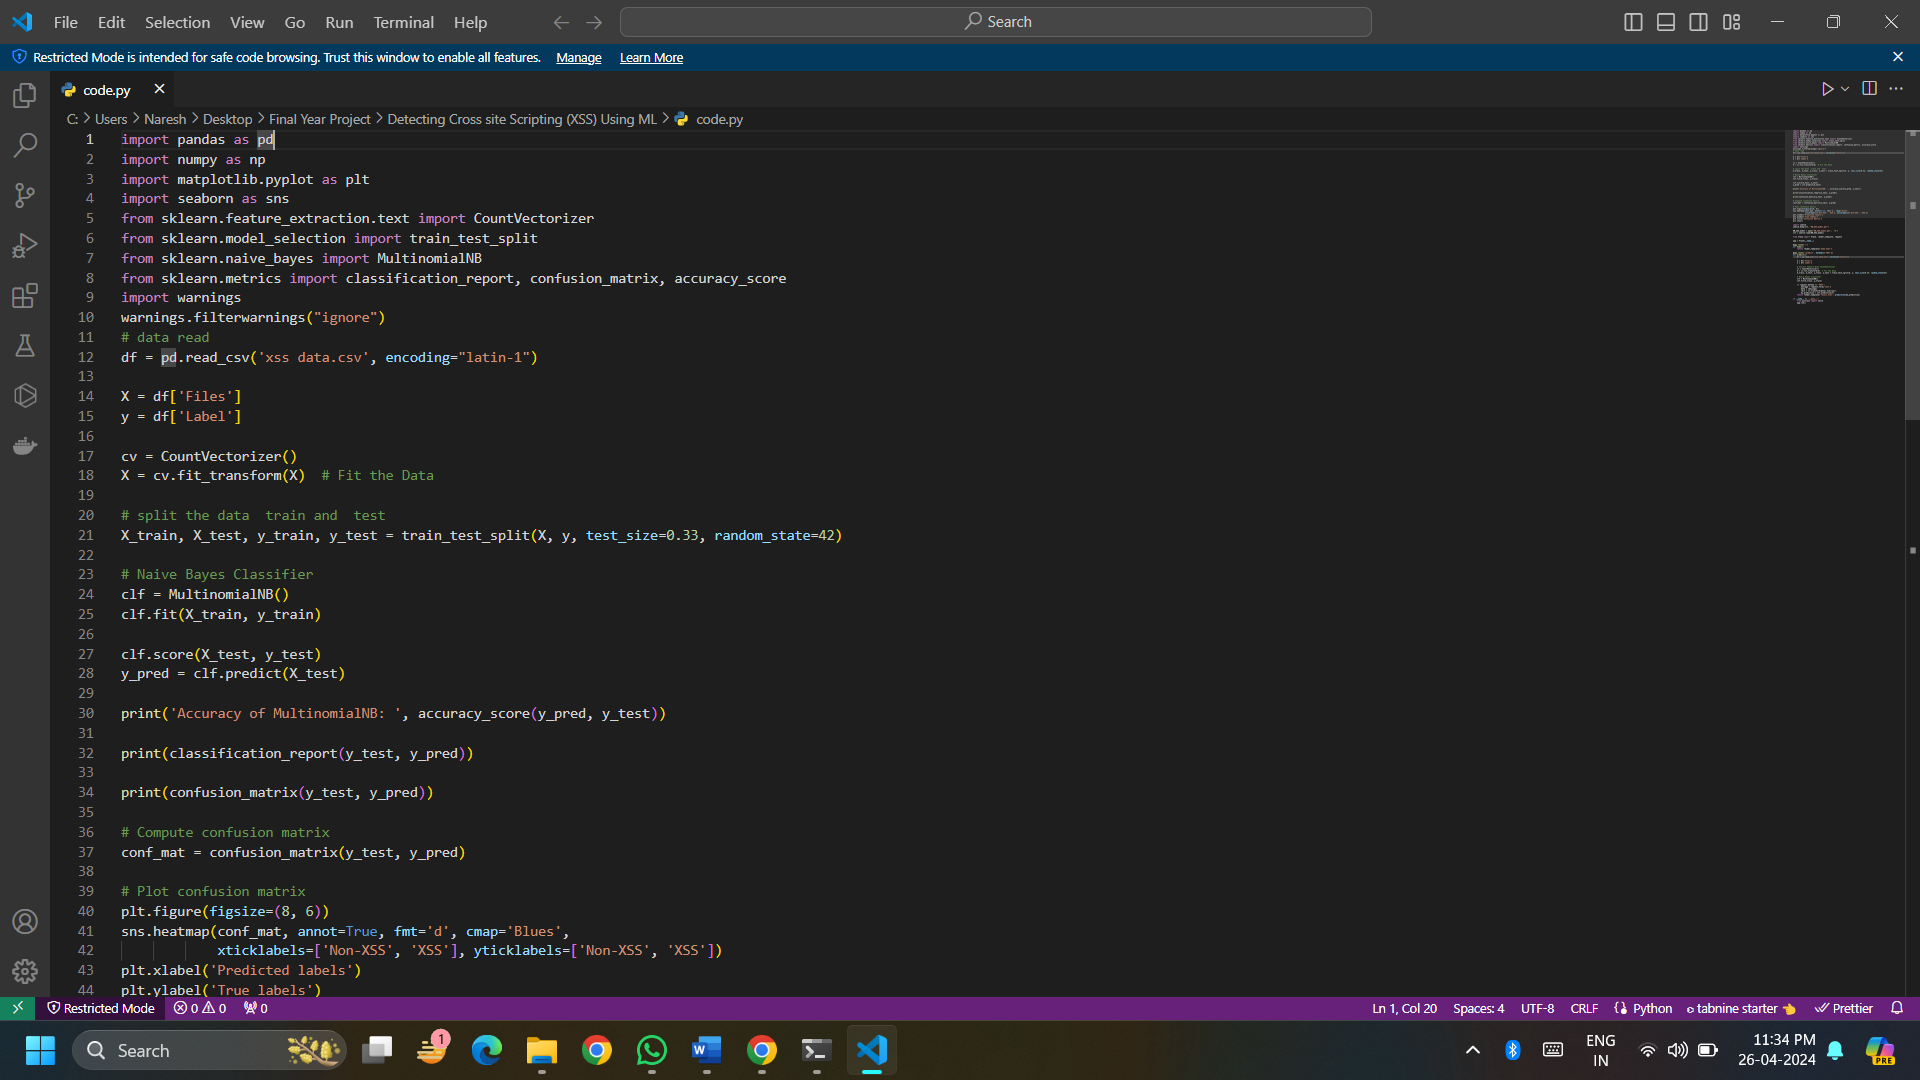 File Edit Selection View Go Run Terminal Help
Search
Restricted Mode is intended for safe code browsing. Trust this window to enable all features. Manage Learn More
code.py
C: > Users > Naresh > Desktop > Final Year Project > Detecting Cross site Scripting (XSS) Using ML > code.py
1 import pandas as pd
2 import numpy as np
3 import matplotlib.pyplot as plt
4 import seaborn as sns
5 from sklearn.feature_extraction.text import CountVectorizer
6 from sklearn.model_selection import train_test_split
7 from sklearn.naive_bayes import MultinomialNB
8 from sklearn.metrics import classification_report, confusion_matrix, accuracy_score
9 import warnings
10 warnings.filterwarnings("ignore")
11 # data read
12 df = pd.read_csv('xss data.csv', encoding="latin-1")
13
14 X = df['Files']
15 y = df['Label']
16
17 cv = CountVectorizer()
18 X = cv.fit_transform(X)  # Fit the Data
19
20 # split the data  train and  test
21 X_train, X_test, y_train, y_test = train_test_split(X, y, test_size=0.33, random_state=42)
22
23 # Naive Bayes Classifier
24 clf = MultinomialNB()
25 clf.fit(X_train, y_train)
26
27 clf.score(X_test, y_test)
28 y_pred = clf.predict(X_test)
29
30 print('Accuracy of MultinomialNB: ', accuracy_score(y_pred, y_test))
31
32 print(classification_report(y_test, y_pred))
33
34 print(confusion_matrix(y_test, y_pred))
35
36 # Compute confusion matrix
37 conf_mat = confusion_matrix(y_test, y_pred)
38
39 # Plot confusion matrix
40 plt.figure(figsize=(8, 6))
41 sns.heatmap(conf_mat, annot=True, fmt='d', cmap='Blues',
42             xticklabels=['Non-XSS', 'XSS'], yticklabels=['Non-XSS', 'XSS'])
43 plt.xlabel('Predicted labels')
44 plt.ylabel('True labels')
Restricted Mode 0 0 0 Ln 1, Col 20 Spaces: 4 UTF-8 CRLF Python tabnine starter Prettier
Search 1 ENG 11:34 PM
IN 26-04-2024 PRE